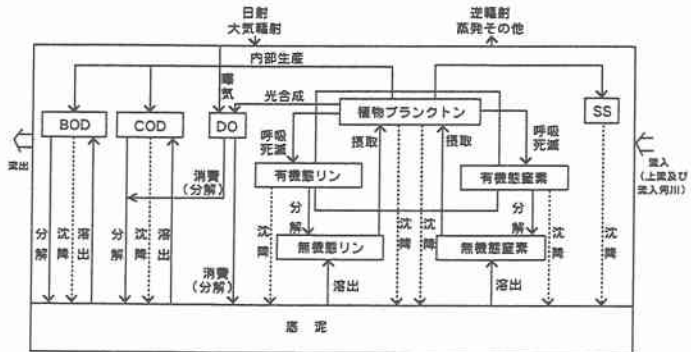 日射
大気輻射
逆輻射
蒸発その他
内部生産
曝気
光合成
BOD
COD
DO
植物プランクトン
SS
流出
呼吸
死滅
摂取
摂取
呼吸
死滅
流入
(上流及び
流入河川)
消費
(分解)
有機態リン
有機態窒素
分解
沈降
溶出
分解
沈降
溶出
沈降
分解
沈降
沈降
分解
沈降
沈降
無機態リン
無機態窒素
消費
(分解)
溶出
溶出
底泥